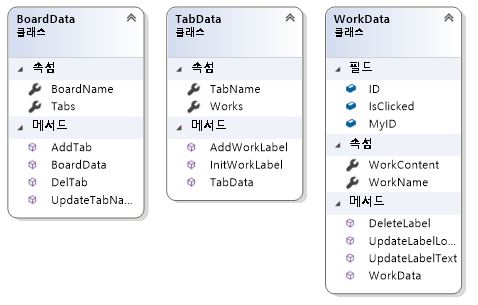 BoardData
클래스
속성
BoardName
Tabs
메서드
AddTab
BoardData
DelTab
UpdateTabNa...
TabData
클래스
속성
TabName
Works
메서드
AddWorkLabel
InitWorkLabel
TabData
WorkData
클래스
필드
ID
IsClicked
MyID
속성
WorkContent
WorkName
메서드
DeleteLabel
UpdateLabelLo...
UpdateLabelText
WorkData